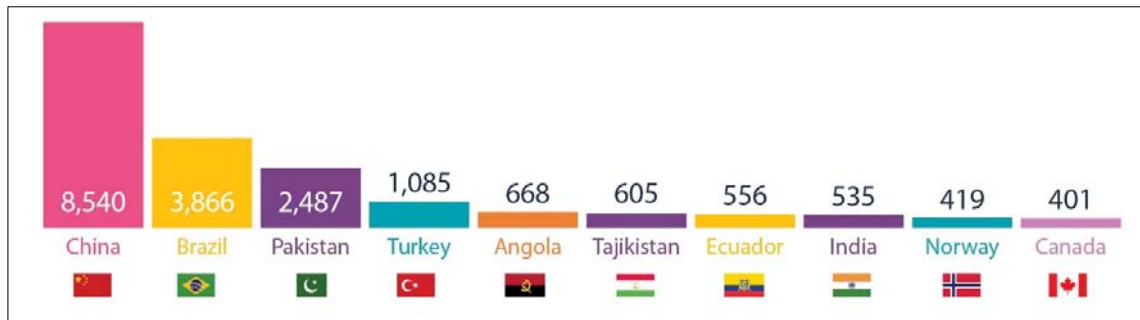 8,540 3,866 2,487 1,085 668 605 556 535 419 401
China Brazil Pakistan Turkey Angola Tajikistan Ecuador India Norway Canada